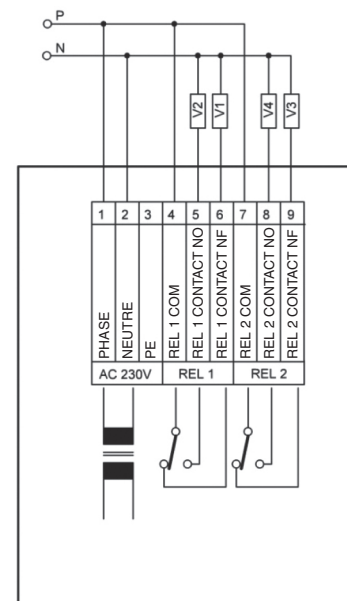 P
N
V2 V1 V4 V3
1 2 3 4 5 6 7 8 9
PHASE
NEUTRE
PE
REL 1 COM
REL 1 CONTACT NO
REL 1 CONTACT NF
REL 2 COM
REL 2 CONTACT NO
REL 2 CONTACT NF
AC 230V REL 1 REL 2